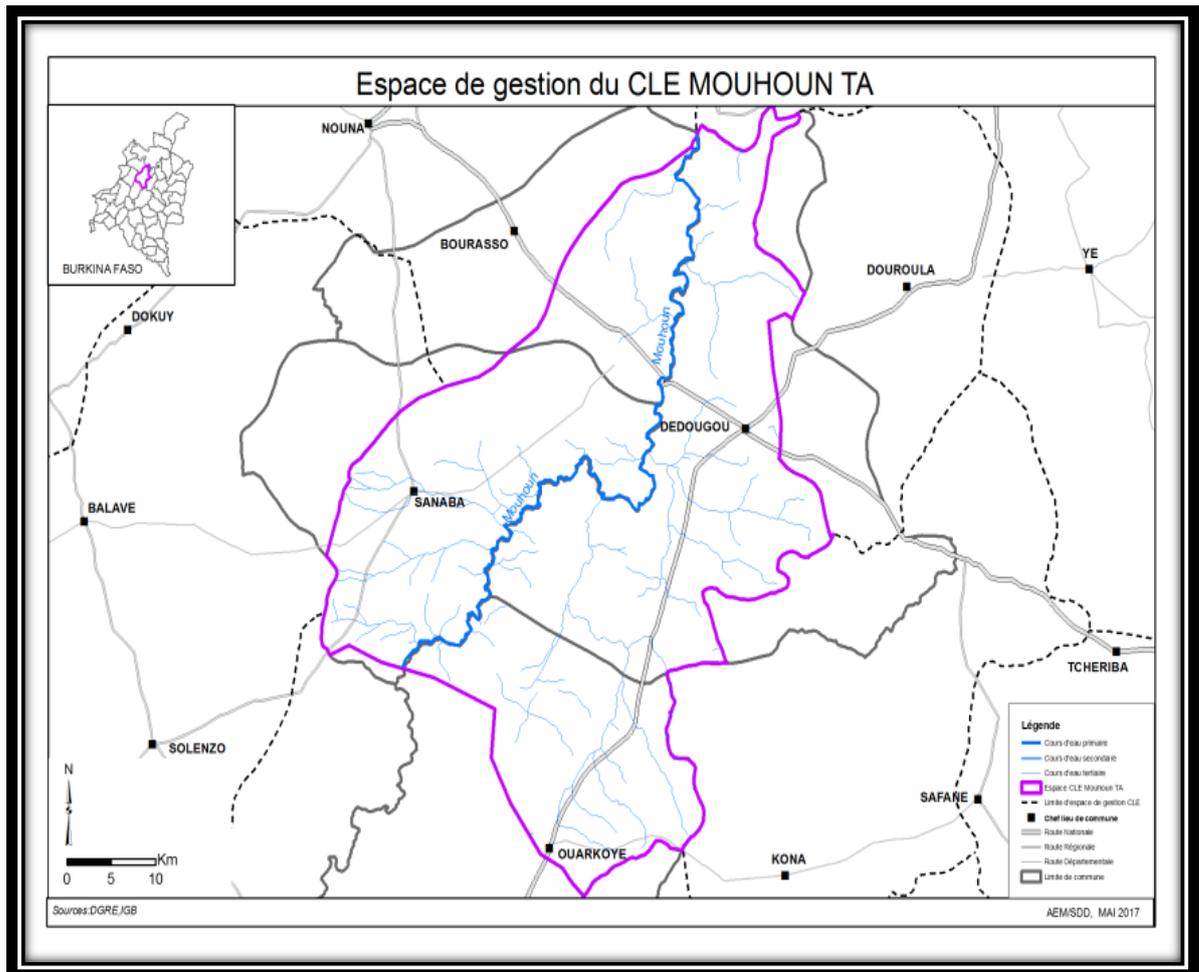 Espace de gestion du CLE MOUHOUN TA
NOUNA
BURKINA FASO
BOURASSO
YE
DOUROULA
DOKUY
Mouhoun
DEDOUGOU
Mouhoun
SANABA
BALAVE
TCHERIBA
SOLENZO
SAFANE
OUARKOYE
KONA
N
Km
0 5 10
Légende
Cours d'eau primaire
Cours d'eau secondaire
Cours d'eau tertiaire
Espace CLE Mouhoun TA
Limite d'espace de gestion CLE
Chef lieu de commune
Route Nationale
Route Régionale
Route Départementale
Limite de commune
Sources:DGRE,IGB
AEM/SDD, MAI 2017